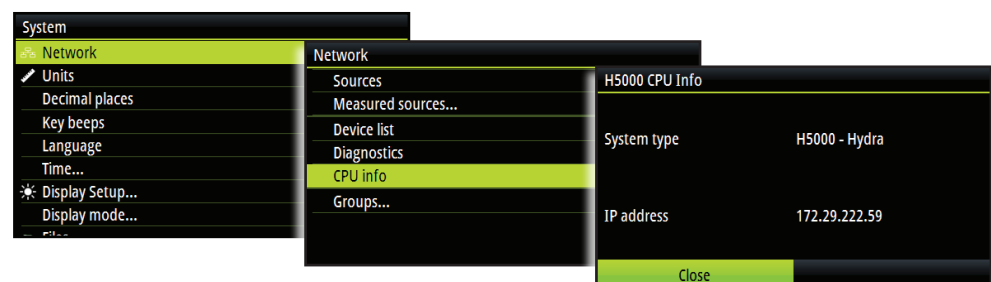 System
Network
Units
Decimal places
Key beeps
Language
Time...
Display Setup...
Display mode...
Network
Sources
Measured sources...
Device list
Diagnostics
CPU info
Groups...
H5000 CPU Info
System type H5000 - Hydra
IP address 172.29.222.59
Close